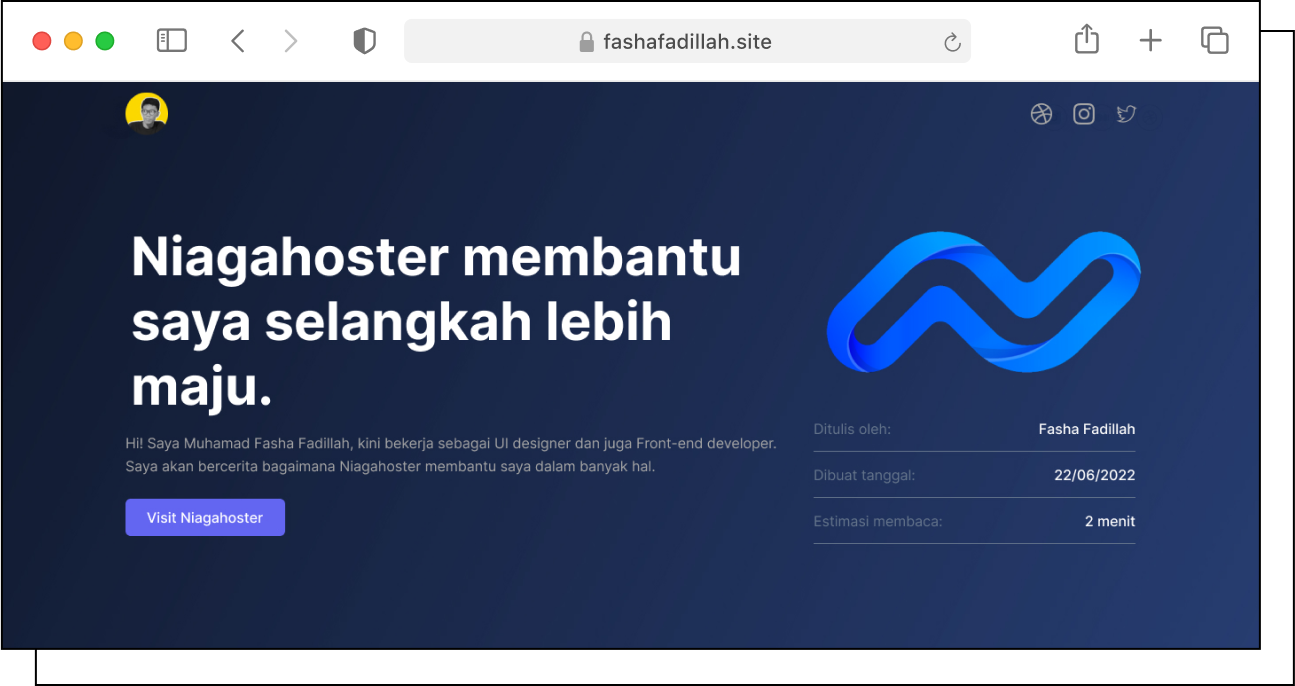 fashafadillah.site
Niagahoster membantu
saya selangkah lebih
maju.
Hi! Saya Muhamad Fasha Fadillah, kini bekerja sebagai UI designer dan juga Front-end developer.
Saya akan bercerita bagaimana Niagahoster membantu saya dalam banyak hal.
Visit Niagahoster
Ditulis oleh: Fasha Fadillah
Dibuat tanggal: 22/06/2022
Estimasi membaca: 2 menit